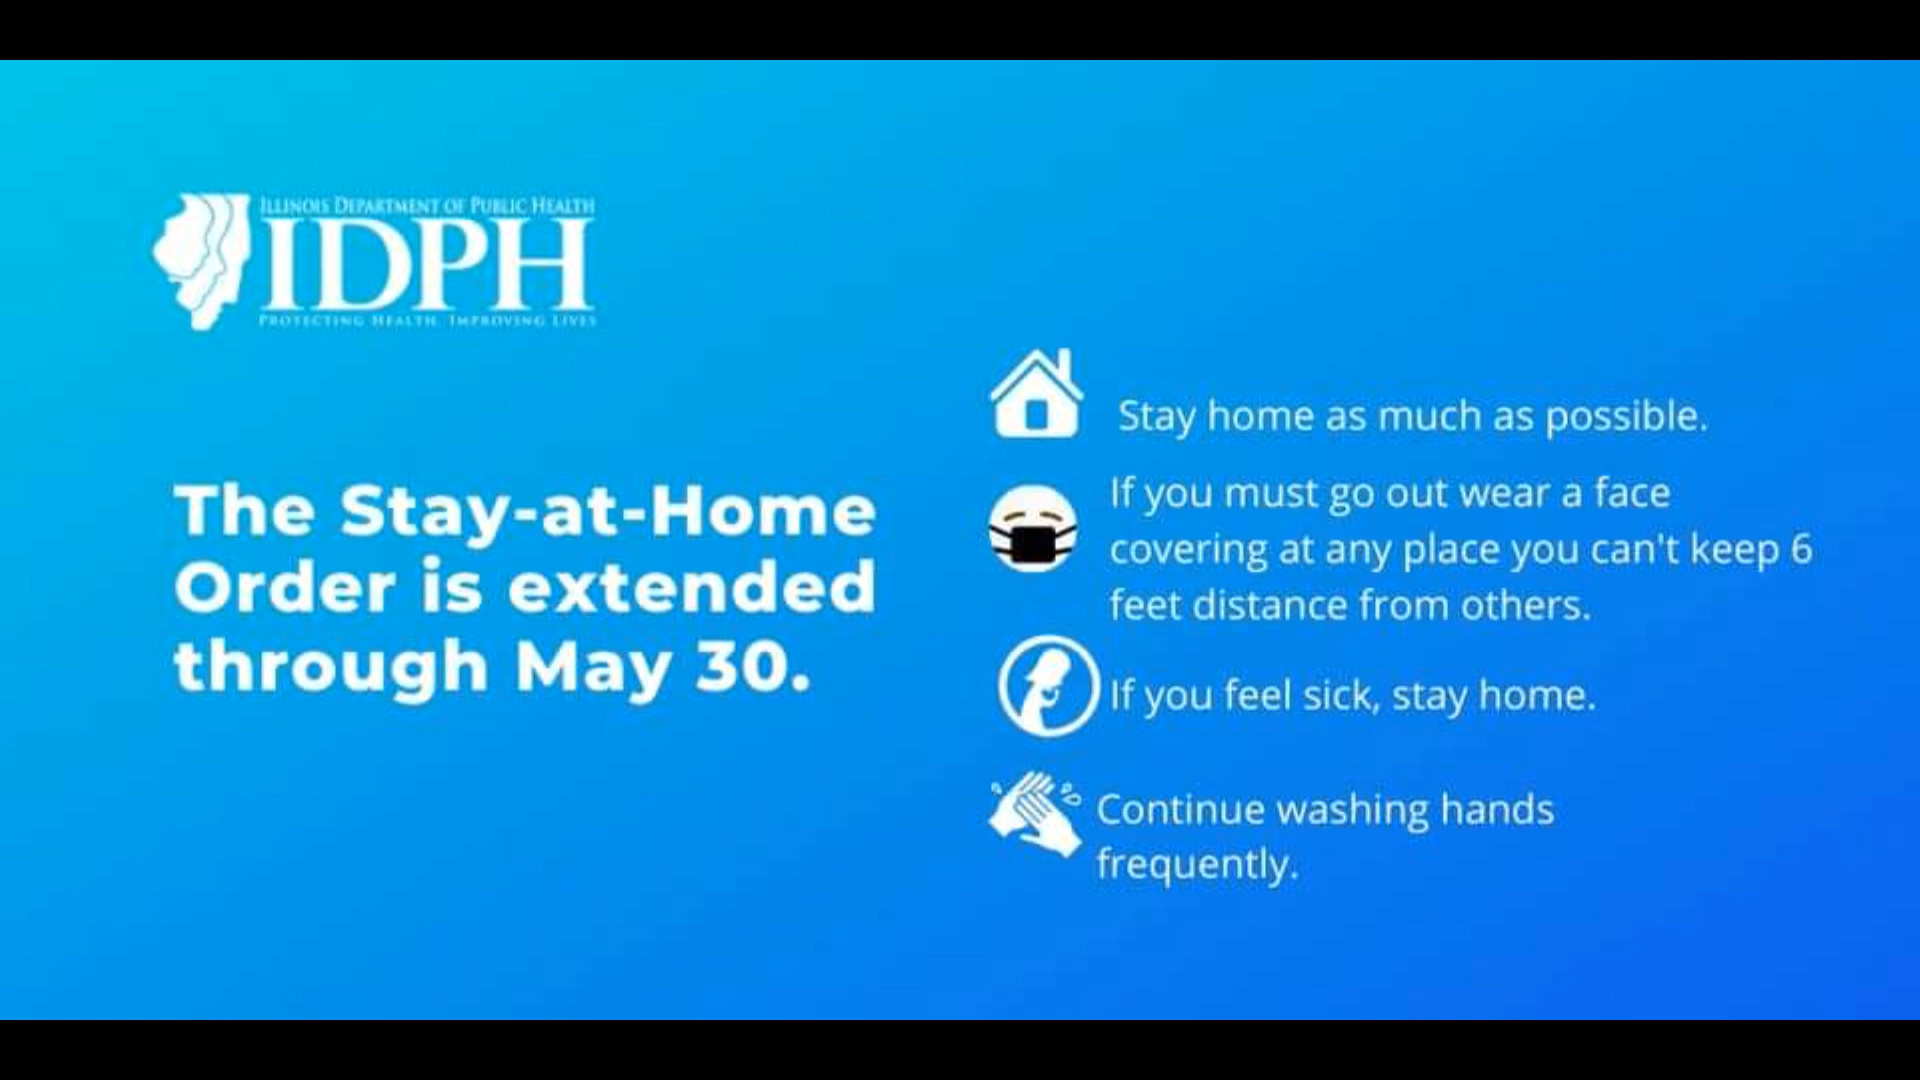 ILLINOIS DEPARTMENT OF PUBLIC HEALTH
IDPH
PROTECTING HEALTH. IMPROVING LIVES
The Stay-at-Home
Order is extended
through May 30.
Stay home as much as possible.
If you must go out wear a face
covering at any place you can't keep 6
feet distance from others.
If you feel sick, stay home.
Continue washing hands
frequently.